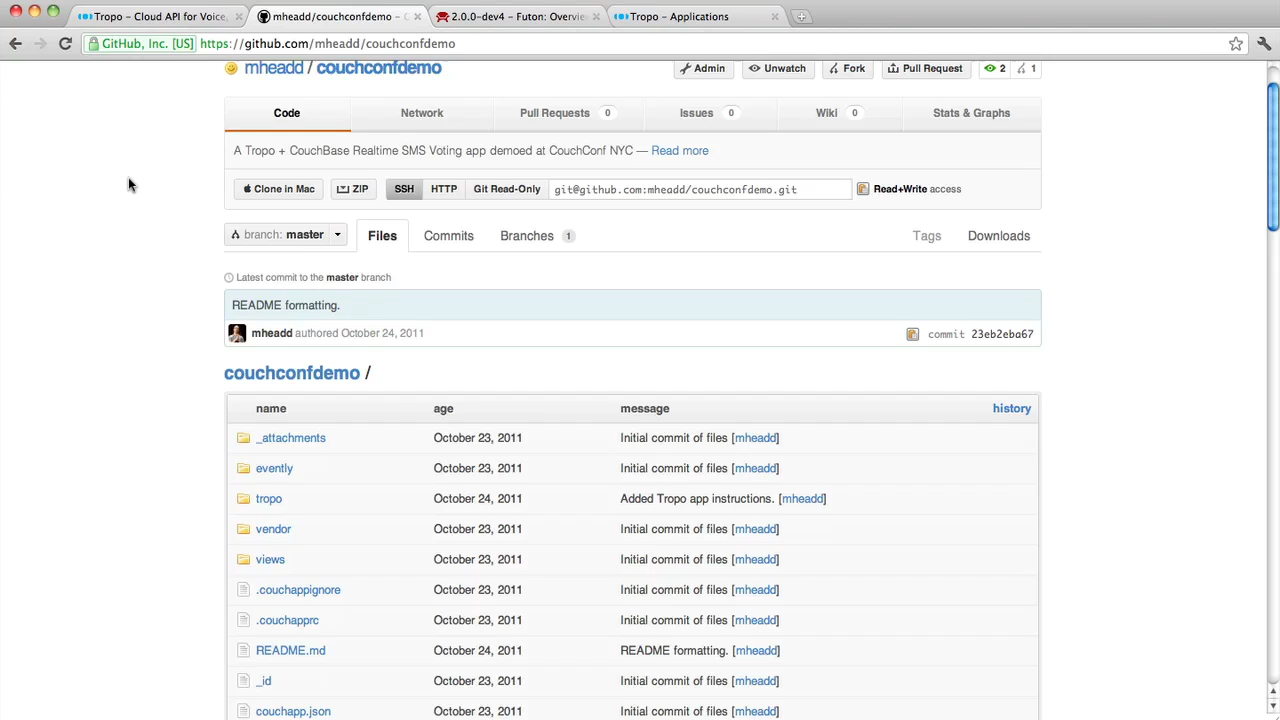 Tropo – Cloud API for Voice,
mheadd/couchconfdemo –
2.0.0-dev4 – Futon: Overvie
Tropo – Applications
GitHub, Inc. [US] https://github.com/mheadd/couchconfdemo
mheadd / couchconfdemo
Admin Unwatch Fork Pull Request 2 1
Code Network Pull Requests 0 Issues 0 Wiki 0 Stats & Graphs
A Tropo + CouchBase Realtime SMS Voting app demoed at CouchConf NYC — Read more
Clone in Mac ZIP SSH HTTP Git Read-Only git@github.com:mheadd/couchconfdemo.git Read+Write access
branch: master Files Commits Branches 1 Tags Downloads
Latest commit to the master branch
README formatting.
mheadd authored October 24, 2011 commit 23eb2eba67
couchconfdemo /
name age message history
_attachments October 23, 2011 Initial commit of files [mheadd]
evently October 23, 2011 Initial commit of files [mheadd]
tropo October 24, 2011 Added Tropo app instructions. [mheadd]
vendor October 23, 2011 Initial commit of files [mheadd]
views October 23, 2011 Initial commit of files [mheadd]
.couchappignore October 23, 2011 Initial commit of files [mheadd]
.couchapprc October 23, 2011 Initial commit of files [mheadd]
README.md October 24, 2011 README formatting. [mheadd]
_id October 23, 2011 Initial commit of files [mheadd]
couchapp.json October 23, 2011 Initial commit of files [mheadd]